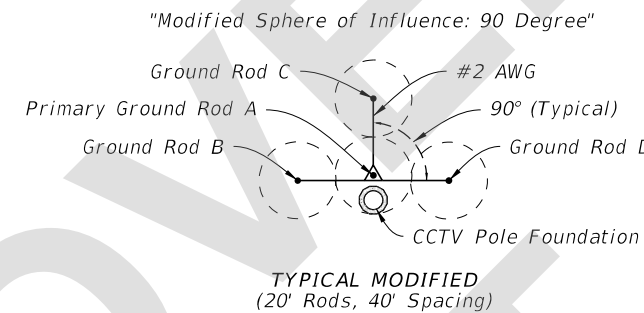 "Modified Sphere of Influence: 90 Degree"
Ground Rod C
#2 AWG
Primary Ground Rod A
90° (Typical)
Ground Rod B
Ground Rod
CCTV Pole Foundation
TYPICAL MODIFIED
(20' Rods, 40' Spacing)